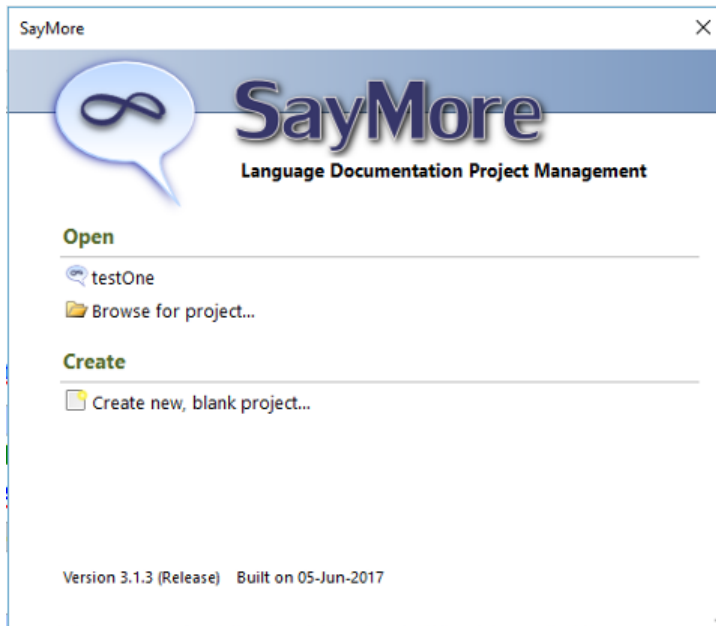 SayMore
SayMore
Language Documentation Project Management
Open
testOne
Browse for project...
Create
Create new, blank project...
Version 3.1.3 (Release) Built on 05-Jun-2017